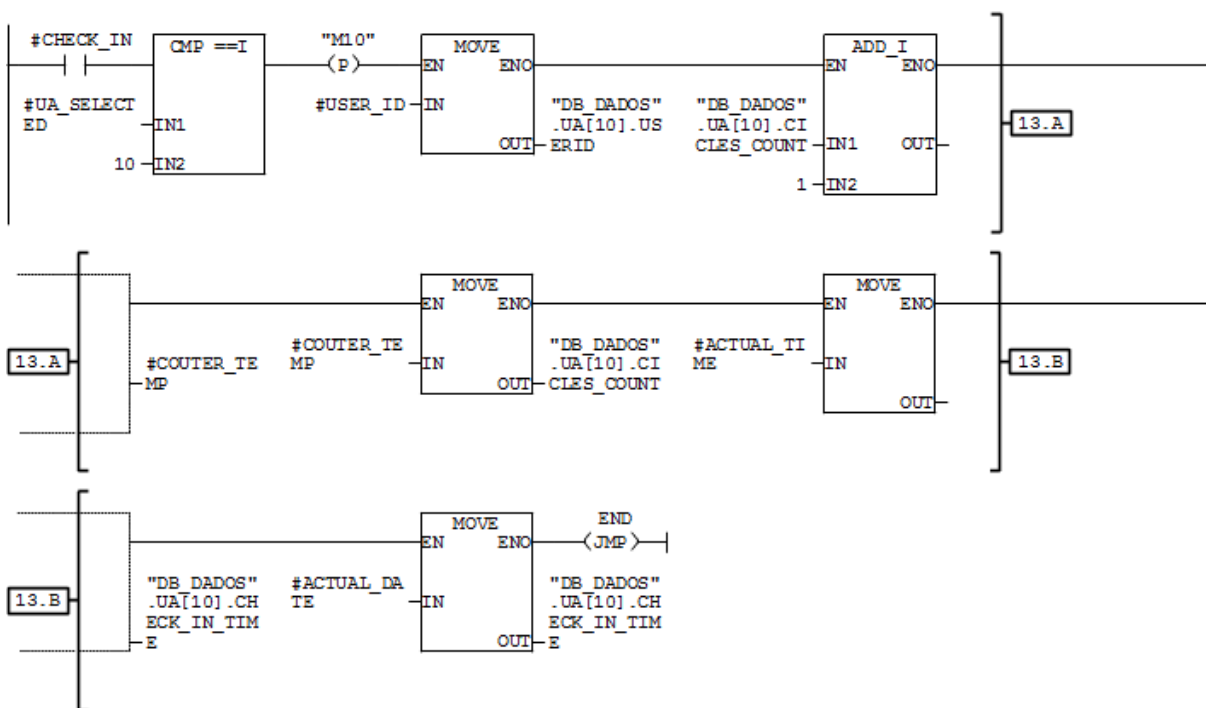 #CHECK_IN
CMP ==I
"M10"
(P)
MOVE
EN ENO
ADD_I
EN ENO
#UA_SELECT
ED
IN1
10 IN2
#USER_ID IN
"DB_DADOS"
.UA[10].US
OUT ERID
"DB_DADOS"
.UA[10].CI
CLES_COUNT IN1
OUT
1 IN2
13.A
MOVE
EN ENO
MOVE
EN ENO
13.A
#COUTER_TE
MP
#COUTER_TE
MP IN
"DB_DADOS"
.UA[10].CI
OUT CLES_COUNT
#ACTUAL_TI
ME IN
OUT
13.B
MOVE
EN ENO
END
(JMP)
13.B
"DB_DADOS"
.UA[10].CH
ECK_IN_TIM
E
#ACTUAL_DA
TE IN
"DB_DADOS"
.UA[10].CH
ECK_IN_TIM
OUT E